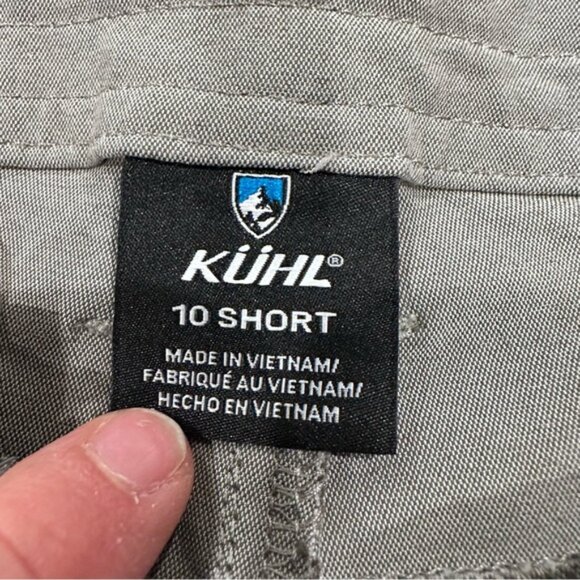 KÜHL®
10 SHORT
MADE IN VIETNAM/
FABRIQUÉ AU VIETNAM/
HECHO EN VIETNAM